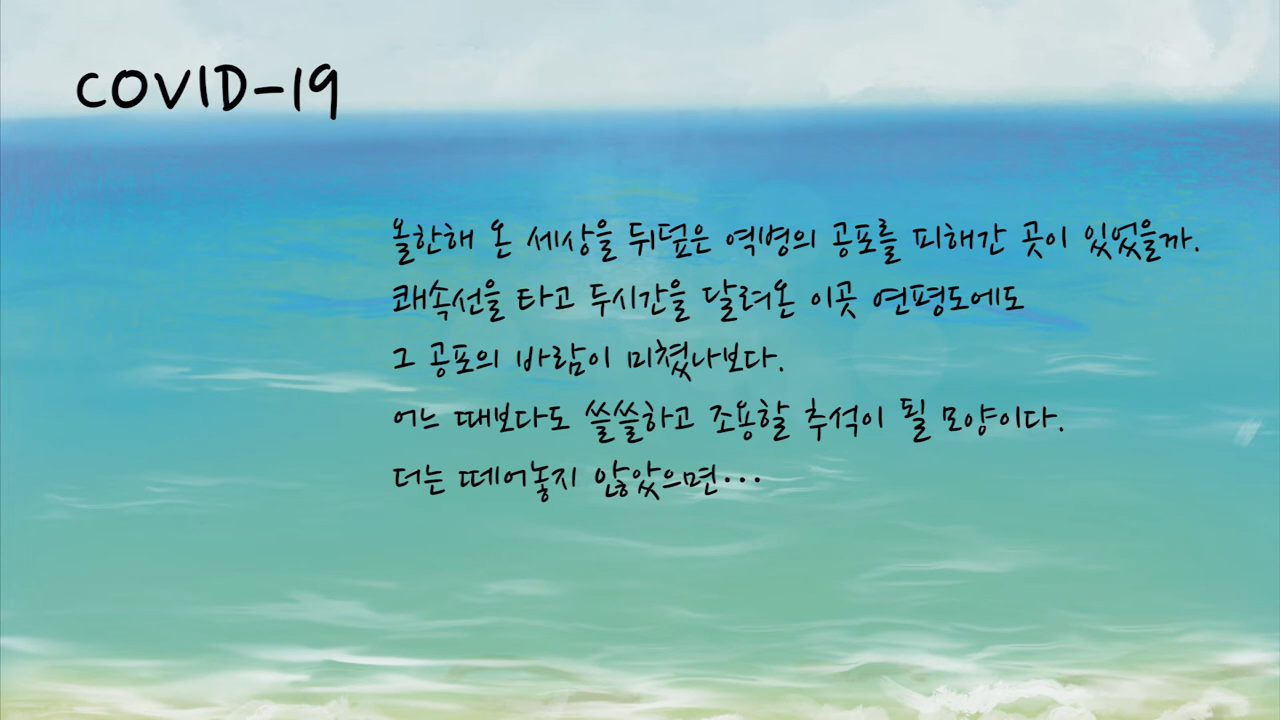 COVID-19
올한해 온 세상을 뒤덮은 역병의 공포를 피해간 곳이 있었을까.
쾌속선을 타고 두시간을 달려온 이곳 연평도에도
그 공포의 바람이 미쳤나보다.
어느 때보다도 쓸쓸하고 조용할 추석이 될 모양이다.
더는 떼어놓지 않았으면...